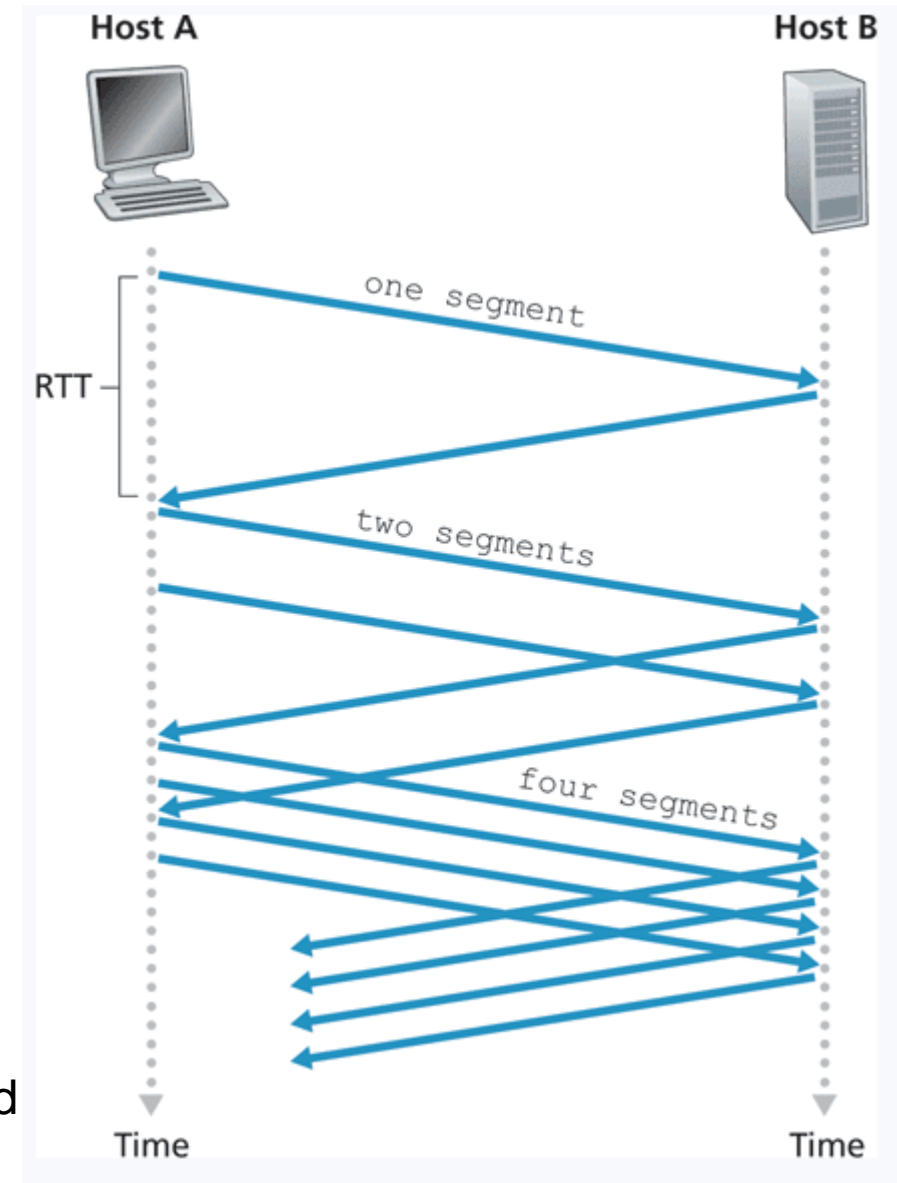 Host A
Host B
one segment
RTT
two segments
four segments
d
Time
Time